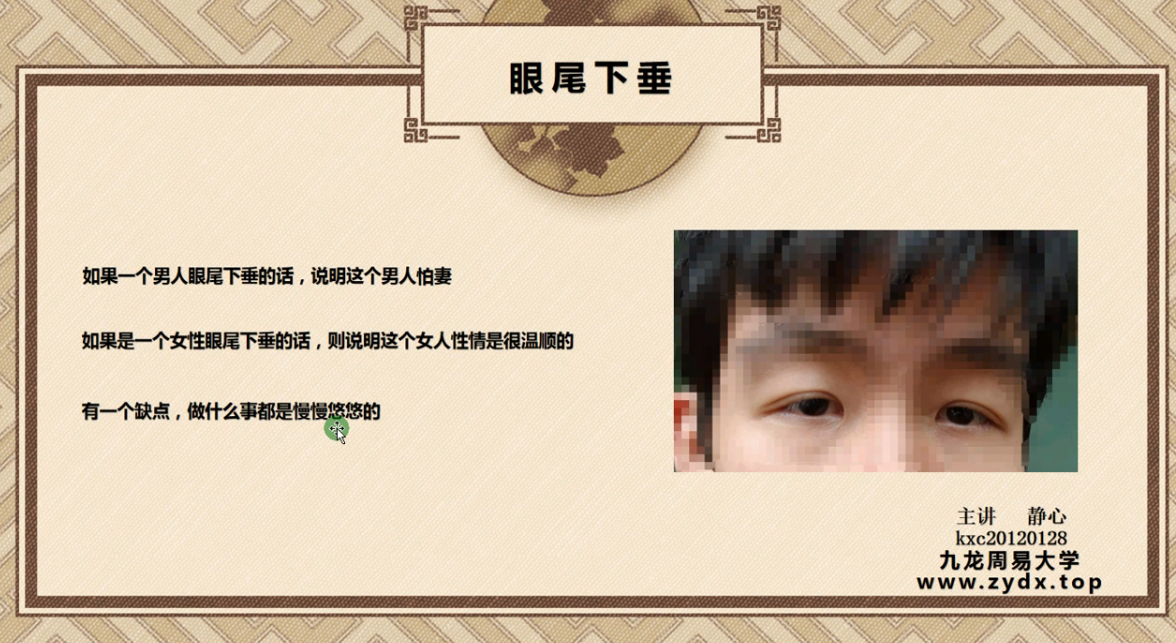 眼尾下垂
如果一个男人眼尾下垂的话，说明这个男人怕妻
如果是一个女性眼尾下垂的话，则说明这个女人性情是很温顺的
有一个缺点，做什么事都是慢慢悠悠的
主讲 静心
kxc20120128
九龙周易大学
www.zydx.top